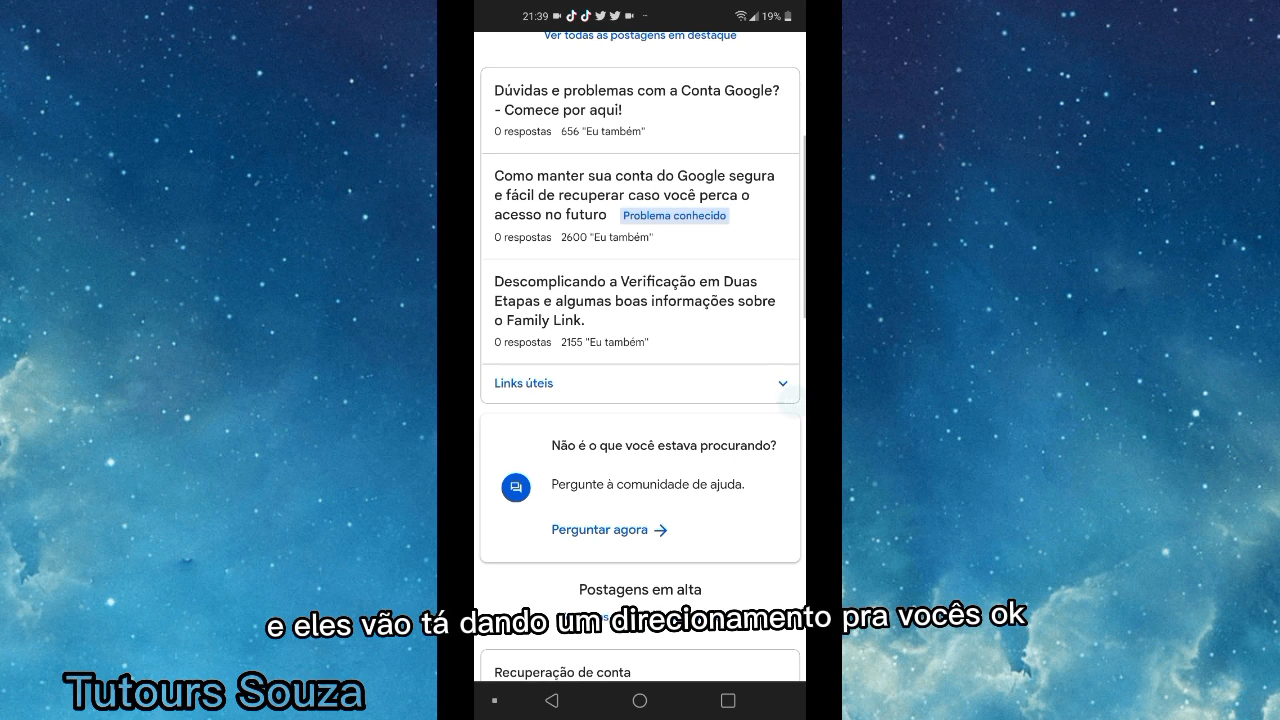 21:39
19%
Ver todas as postagens em destaque
Dúvidas e problemas com a Conta Google?
- Comece por aqui!
0 respostas 656 "Eu também"
Como manter sua conta do Google segura
e fácil de recuperar caso você perca o
acesso no futuro Problema conhecido
0 respostas 2600 "Eu também"
Descomplicando a Verificação em Duas
Etapas e algumas boas informações sobre
o Family Link.
0 respostas 2155 "Eu também"
Links úteis
Não é o que você estava procurando?
Pergunte à comunidade de ajuda.
Perguntar agora
Postagens em alta
e eles vão tá dando um direcionamento pra vocês ok
Recuperação de conta
Tutours Souza